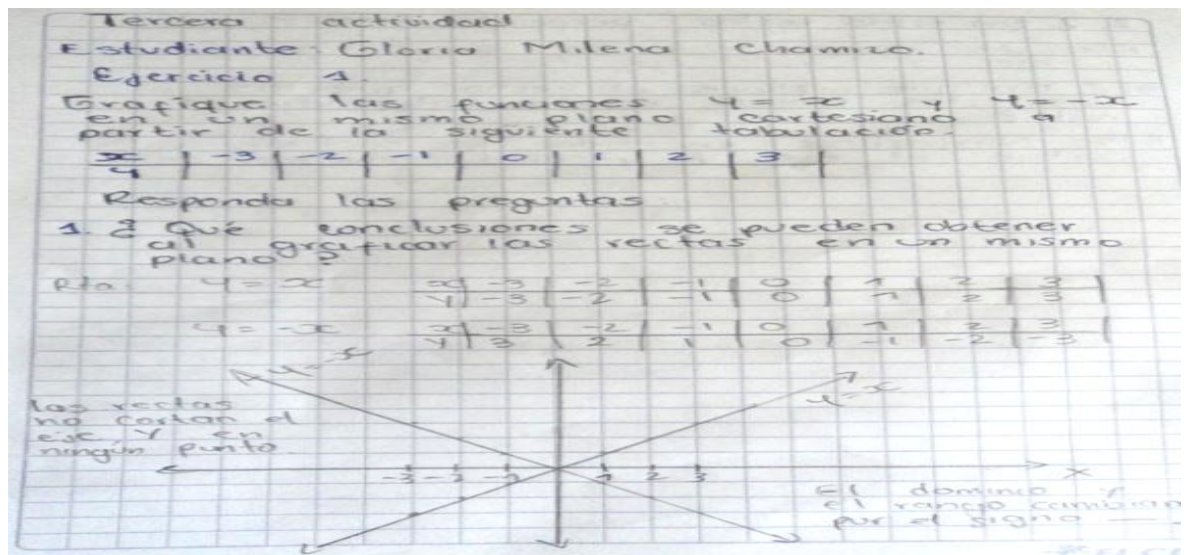 Tercera actividad
Estudiante: Gloria Milena Chamizo.
Ejercicio 1.
Grafique las funciones y = x y y = -x
en un mismo plano cartesiano a
partir de la siguiente tabulación.
x | -3 | -2 | -1 | 0 | 1 | 2 | 3 |
y
Responda las preguntas
1. ¿ Qué conclusiones se pueden obtener
al graficar las rectas en un mismo
plano?
Rta y = x
x | -3 | -2 | -1 | 0 | 1 | 2 | 3 |
y | -3 | -2 | -1 | 0 | 1 | 2 | 3 |
y = -x
x | -3 | -2 | -1 | 0 | 1 | 2 | 3 |
y | 3 | 2 | 1 | 0 | -1 | -2 | -3 |
y = -x
y = x
las rectas
no cortan el
eje y en
ningún punto.
-3 -2 -1 1 2 3
x
El dominio y
el rango cambian
por el signo -.